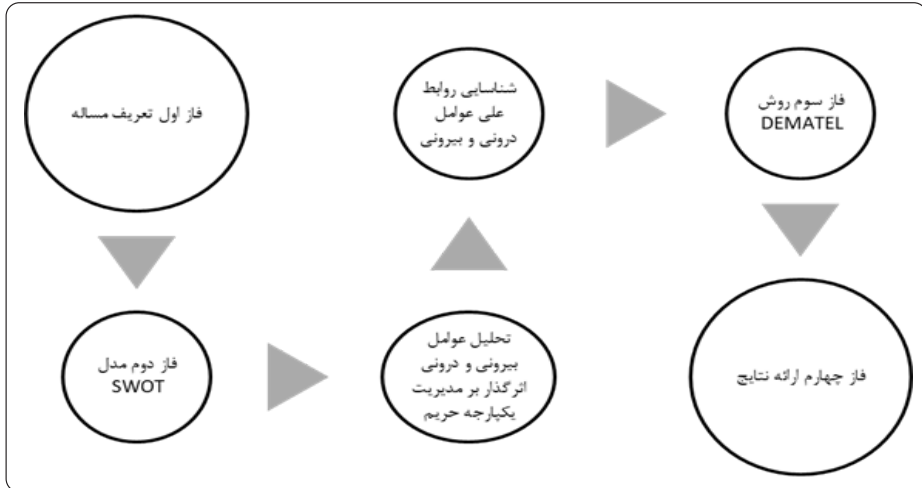 فاز اول تعریف مساله
فاز دوم مدل
SWOT
تحلیل عوامل
بیرونی و درونی
اثرگذار بر مدیریت
یکپارچه حریم
شناسایی روابط
علی عوامل
درونی و بیرونی
فاز سوم روش
DEMATEL
فاز چهارم ارائه نتایج